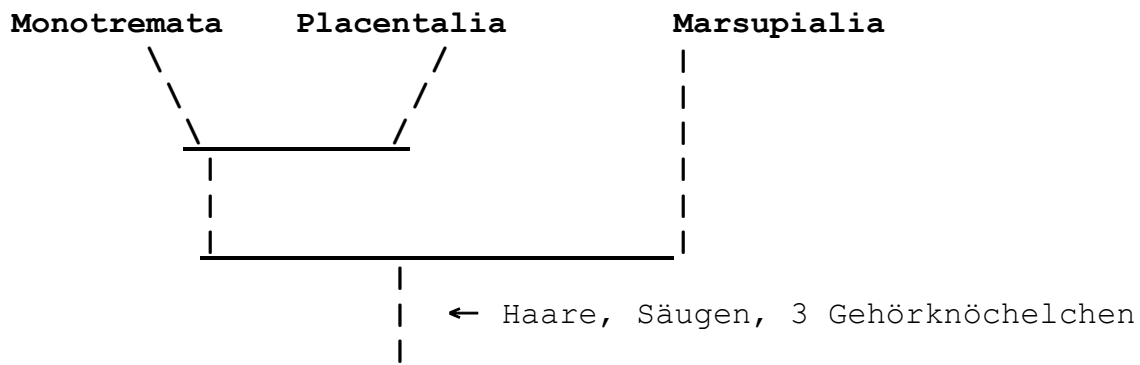 Monotremata Placentalia Marsupialia
← Haare, Säugen, 3 Gehörknöchelchen